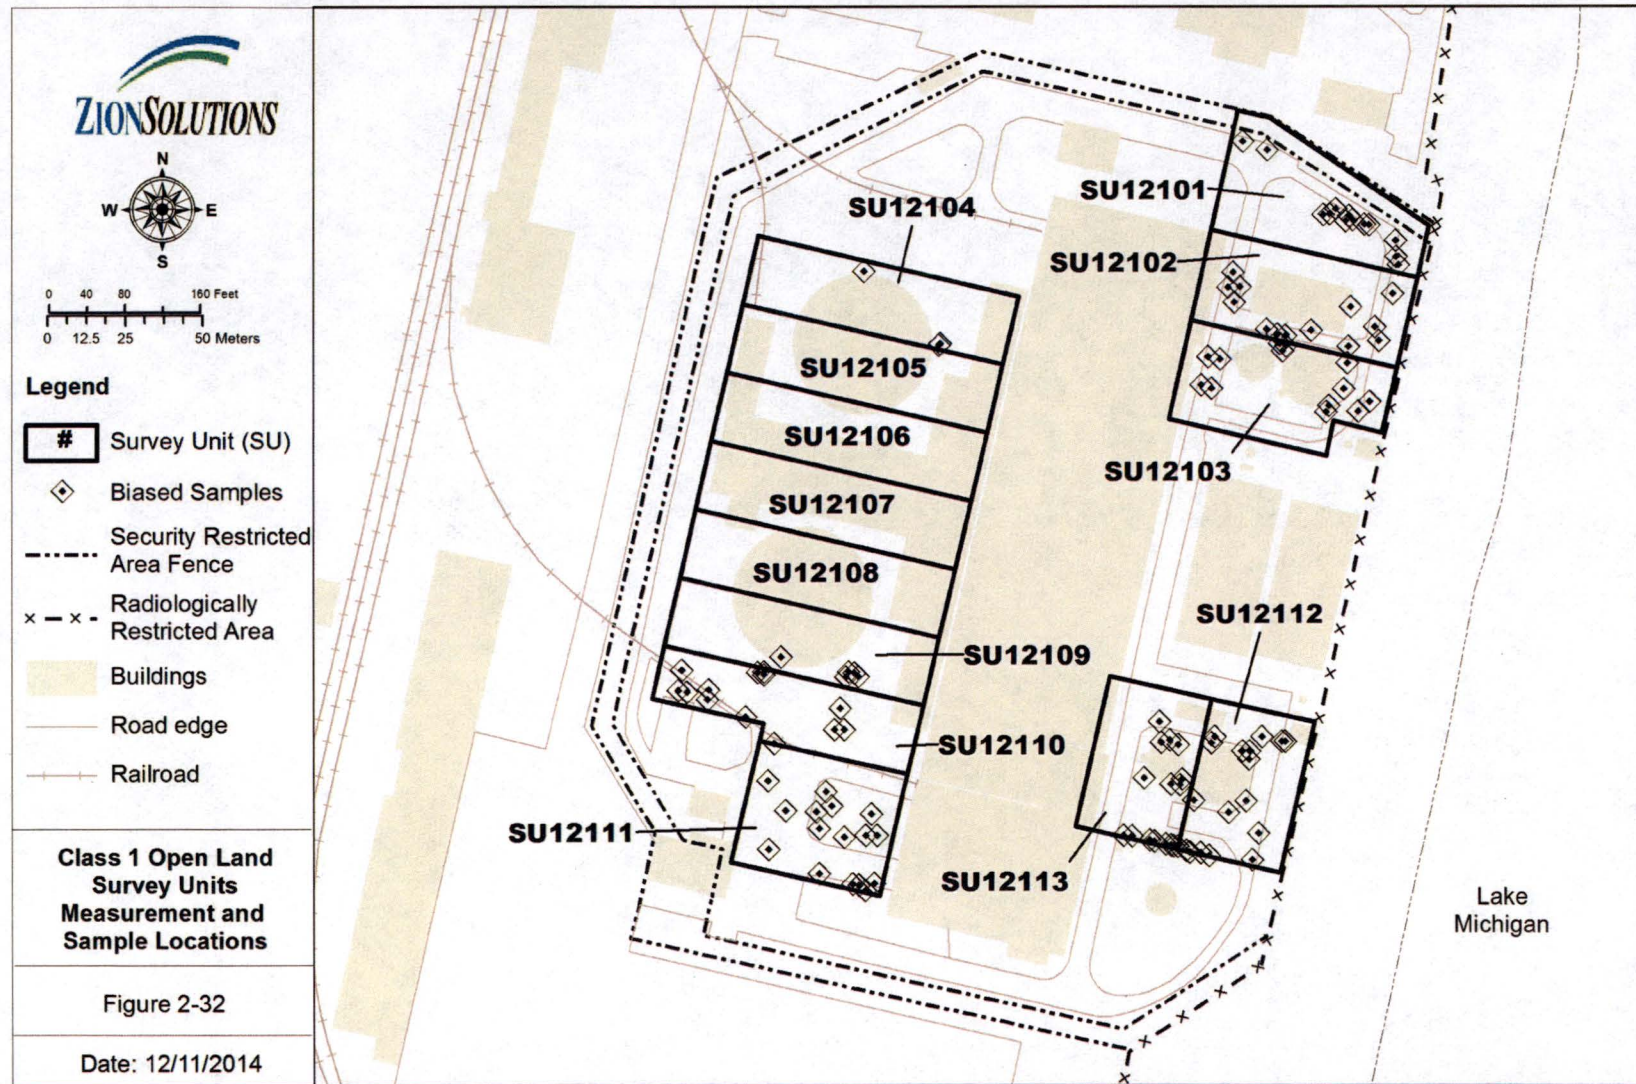 ZIONSOLUTIONS
N
W
E
S
0 40 80 160 Feet
0 12.5 25 50 Meters
Legend
# Survey Unit (SU)
Biased Samples
Security Restricted
Area Fence
Radiologically
Restricted Area
Buildings
Road edge
Railroad
Class 1 Open Land
Survey Units
Measurement and
Sample Locations
Figure 2-32
Date: 12/11/2014
SU12101
SU12104
SU12102
SU12105
SU12106
SU12103
SU12107
SU12108
SU12112
SU12109
SU12110
SU12111
SU12113
Lake
Michigan